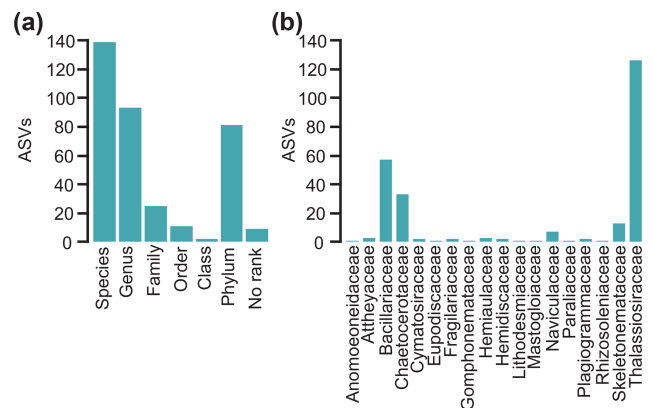 (a)
ASVs
140
120
100
80
60
40
20
0
Species
Genus
Family
Order
Class
Phylum
No rank
(b)
ASVs
140
120
100
80
60
40
20
0
Anomoeoneidaceae
Attheyaceae
Bacillariaceae
Chaetocerotaceae
Cymatosiraceae
Eupodiscaceae
Fragilariaceae
Gomphonemataceae
Hemiaulaceae
Hemidiscaceae
Lithodesmiaceae
Mastogloiaceae
Naviculaceae
Paraliaceae
Plagiogrammaceae
Rhizosoleniaceae
Skeletonemataceae
Thalassiosiraceae